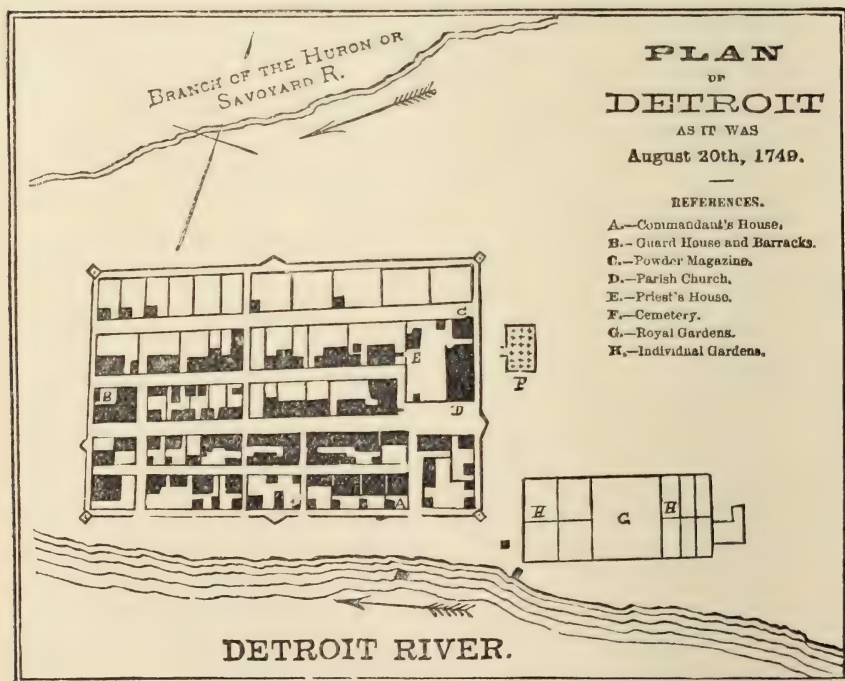 BRANCH OF THE HURON OR
SAVOYARD R.
PLAN
OF
DETROIT
AS IT WAS
August 20th, 1749.
REFERENCES.
A.—Commandant's House.
B.—Guard House and Barracks.
C.—Powder Magazine.
D.—Parish Church.
E.—Priest's House.
F.—Cemetery.
G.—Royal Gardens.
H.—Individual Gardens.
C
E
F
B
D
A
H
G
H
DETROIT RIVER.